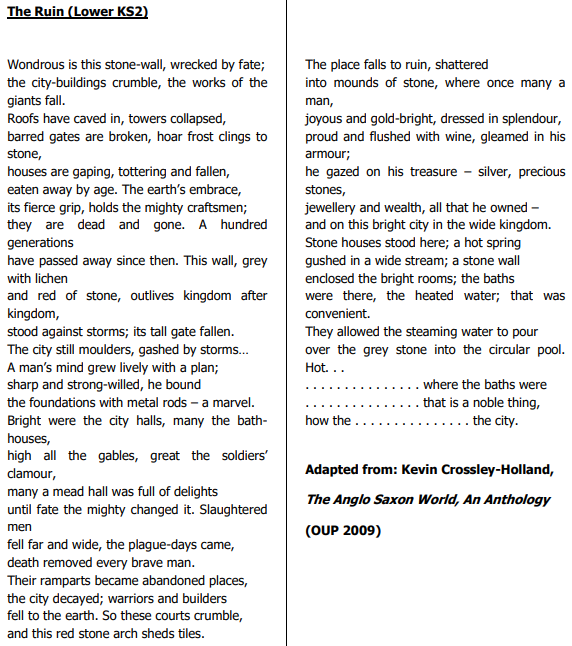 The Ruin (Lower KS2)
Wondrous is this stone-wall, wrecked by fate;
the city-buildings crumble, the works of the
giants fall.
Roofs have caved in, towers collapsed,
barred gates are broken, hoar frost clings to
stone,
houses are gaping, tottering and fallen,
eaten away by age. The earth's embrace,
its fierce grip, holds the mighty craftsmen;
they are dead and gone. A hundred
generations
have passed away since then. This wall, grey
with lichen
and red of stone, outlives kingdom after
kingdom,
stood against storms; its tall gate fallen.
The city still moulders, gashed by storms…
A man's mind grew lively with a plan;
sharp and strong-willed, he bound
the foundations with metal rods – a marvel.
Bright were the city halls, many the bath-
houses,
high all the gables, great the soldiers'
clamour,
many a mead hall was full of delights
until fate the mighty changed it. Slaughtered
men
fell far and wide, the plague-days came,
death removed every brave man.
Their ramparts became abandoned places,
the city decayed; warriors and builders
fell to the earth. So these courts crumble,
and this red stone arch sheds tiles.
The place falls to ruin, shattered
into mounds of stone, where once many a
man,
joyous and gold-bright, dressed in splendour,
proud and flushed with wine, gleamed in his
armour;
he gazed on his treasure – silver, precious
stones,
jewellery and wealth, all that he owned –
and on this bright city in the wide kingdom.
Stone houses stood here; a hot spring
gushed in a wide stream; a stone wall
enclosed the bright rooms; the baths
were there, the heated water; that was
convenient.
They allowed the steaming water to pour
over the grey stone into the circular pool.
Hot. . .
. . . . . . . . . . . . . . . where the baths were
. . . . . . . . . . . . . . . that is a noble thing,
how the . . . . . . . . . . . . . . . the city.
Adapted from: Kevin Crossley-Holland,
The Anglo Saxon World, An Anthology
(OUP 2009)